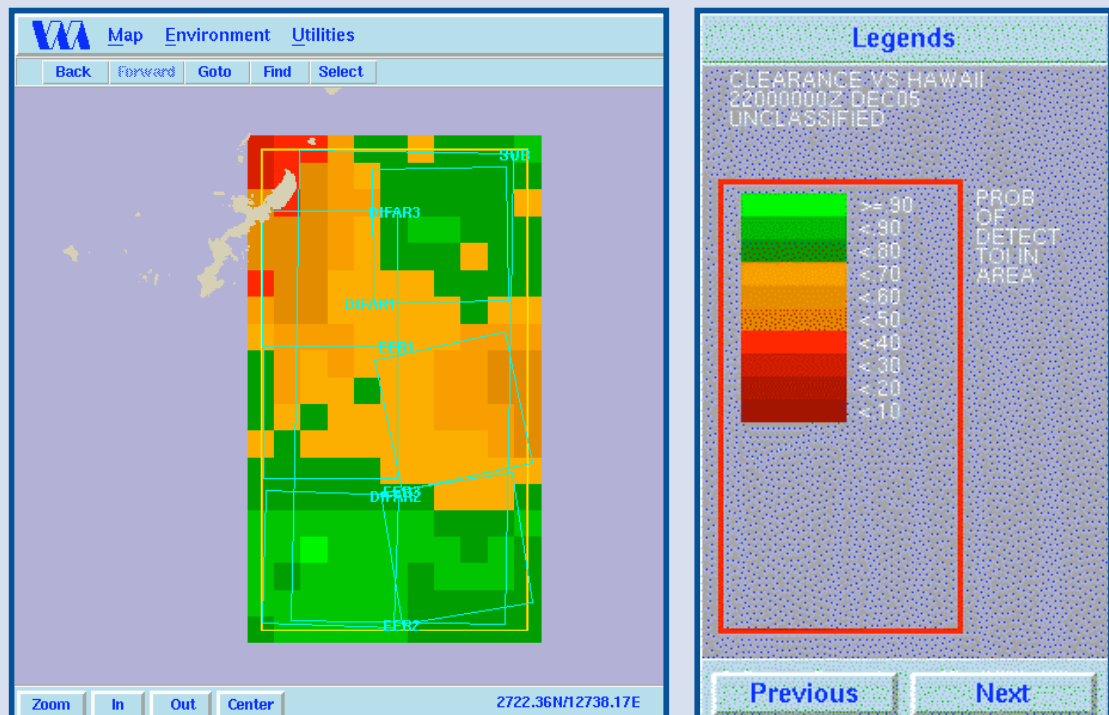 Map Environment Utilities
Back Forward Goto Find Select
SUB
DIFAR3
DIFAR1
EER1
EER3
DIFAR2
EER2
Zoom In Out Center 2722.36N/12738.17E
Legends
CLEARANCE VS HAWAII
22000000Z DEC05
UNCLASSIFIED
>= 90
< 90
< 80
< 70
< 60
< 50
< 40
< 30
< 20
< 10
PROB
OF
DETECT
TOI IN
AREA
Previous Next